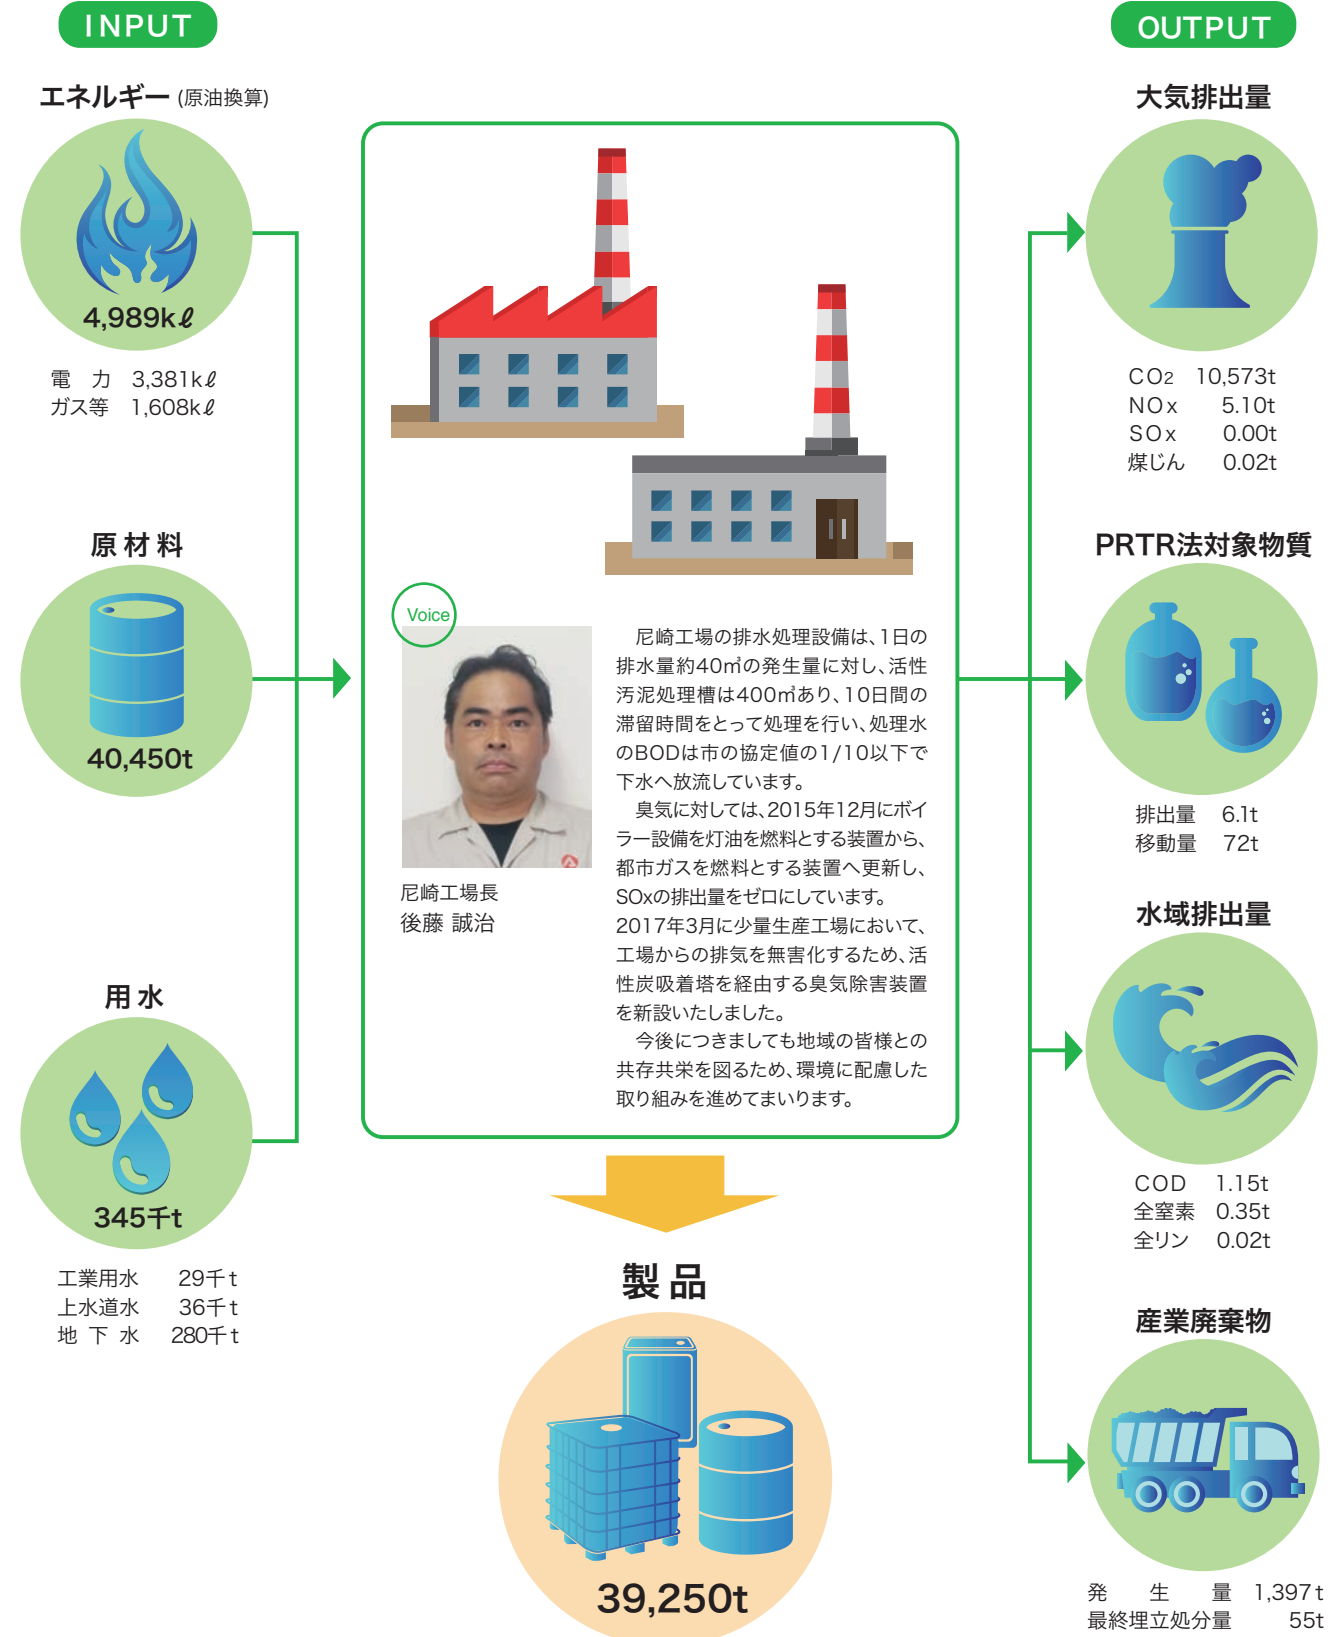 INPUT
エネルギー (原油換算)
4,989kℓ
電 力 3,381kℓ
ガス等 1,608kℓ
原材料
40,450t
用水
345千t
工業用水 29千t
上水道水 36千t
地下水 280千t
Voice
尼崎工場長
後藤 誠治
尼崎工場の排水処理設備は、1日の
排水量約40㎥の発生量に対し、活性
汚泥処理槽は400㎥あり、10日間の
滞留時間をとって処理を行い、処理水
のBODは市の協定値の1/10以下で
下水へ放流しています。
臭気に対しては、2015年12月にボイ
ラー設備を灯油を燃料とする装置から、
都市ガスを燃料とする装置へ更新し、
SOxの排出量をゼロにしています。
2017年3月に少量生産工場において、
工場からの排気を無害化するため、活
性炭吸着塔を経由する臭気除害装置
を新設いたしました。
今後につきましても地域の皆様との
共存共栄を図るため、環境に配慮した
取り組みを進めてまいります。
製品
39,250t
OUTPUT
大気排出量
CO2 10,573t
NOx 5.10t
SOx 0.00t
煤じん 0.02t
PRTR法対象物質
排出量 6.1t
移動量 72t
水域排出量
COD 1.15t
全窒素 0.35t
全リン 0.02t
産業廃棄物
発生量 1,397t
最終埋立処分量 55t